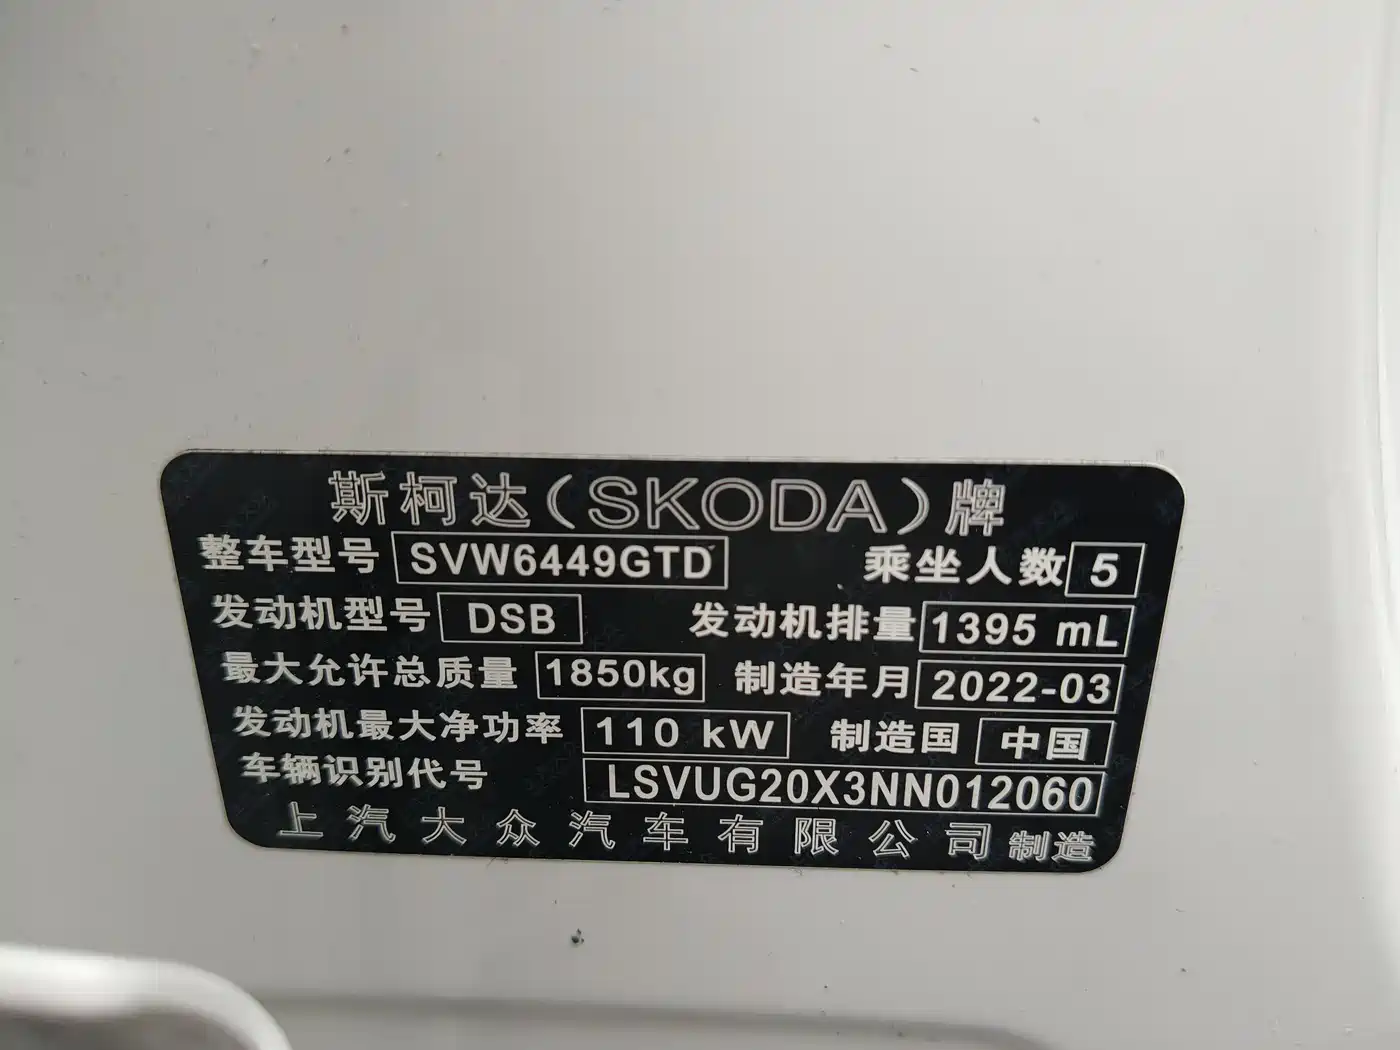 斯柯达(SKODA)牌
整车型号 SVW6449GTD 乘坐人数 5
发动机型号 DSB 发动机排量 1395 mL
最大允许总质量 1850kg 制造年月 2022-03
发动机最大净功率 110 kW 制造国 中国
车辆识别代号 LSVUG20X3NN012060
上汽大众汽车有限公司制造